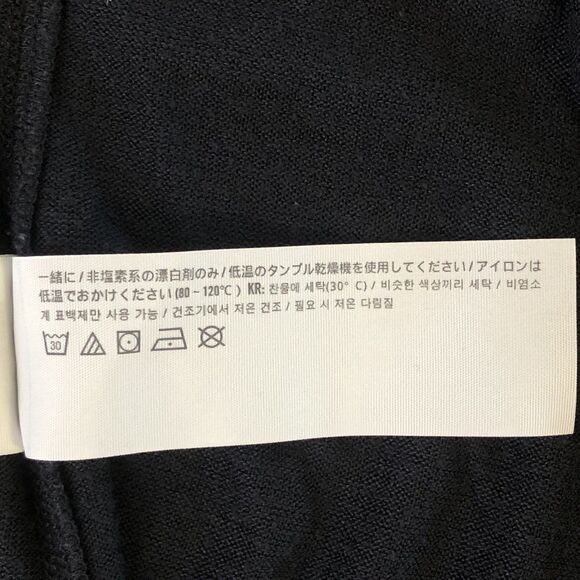 一緒に/非塩素系の漂白剤のみ/低温のタンブル乾燥機を使用してください/アイロンは
低温でおかけください(80～120℃) KR: 찬물에 세탁(30° C) / 비슷한 색상끼리 세탁 / 비염소
계 표백제만 사용 가능 / 건조기에서 저온 건조 / 필요 시 저온 다림질
30